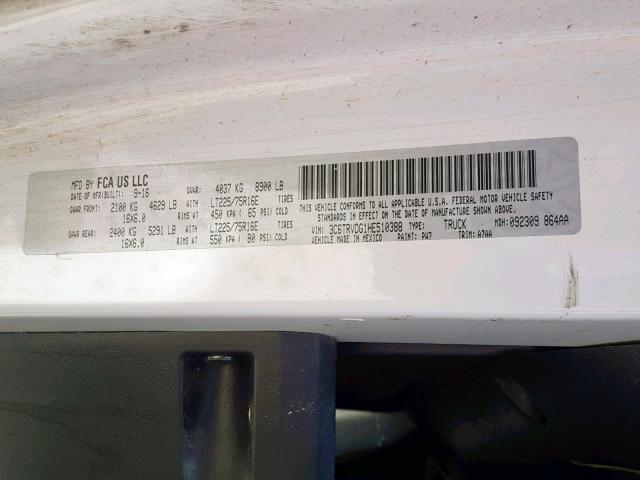 MFD BY FCA US LLC GVWR: 4037 KG 8900 LB
DATE OF MFR(BUILT): 9-16
GAWR FRONT: 2100 KG 4629 LB WITH LT225/75R16E TIRES
16X6.0 RIMS AT 450 KPA ( 65 PSI) COLD
GAWR REAR: 2400 KG 5291 LB WITH LT225/75R16E TIRES
16X6.0 RIMS AT 550 KPA ( 80 PSI) COLD
THIS VEHICLE CONFORMS TO ALL APPLICABLE U.S.A. FEDERAL MOTOR VEHICLE SAFETY
STANDARDS IN EFFECT ON THE DATE OF MANUFACTURE SHOWN ABOVE.
VIN: 3C6TRVDG1HE510388 TYPE: TRUCK MDH: 092309 864AA
MADE IN MEXICO PAINT: PW7 TRIM: A7AA